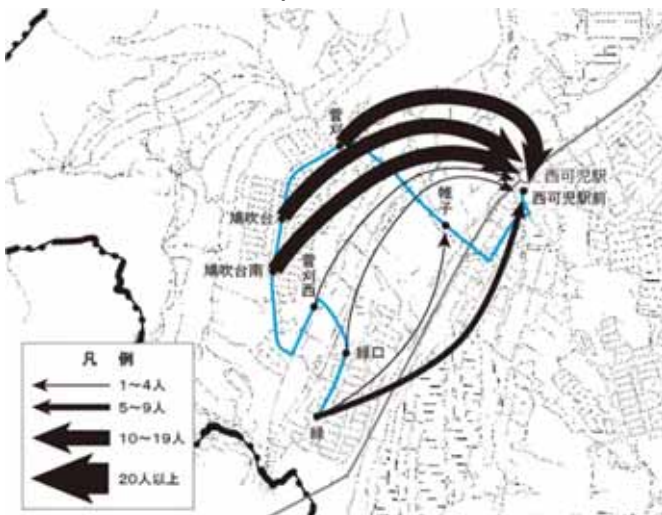 菅刈
西可児駅
西可児駅前
帷子
鳩吹台
鳩吹台南
菅刈西
緑口
緑
凡 例
1～4人
5～9人
10～19人
20人以上